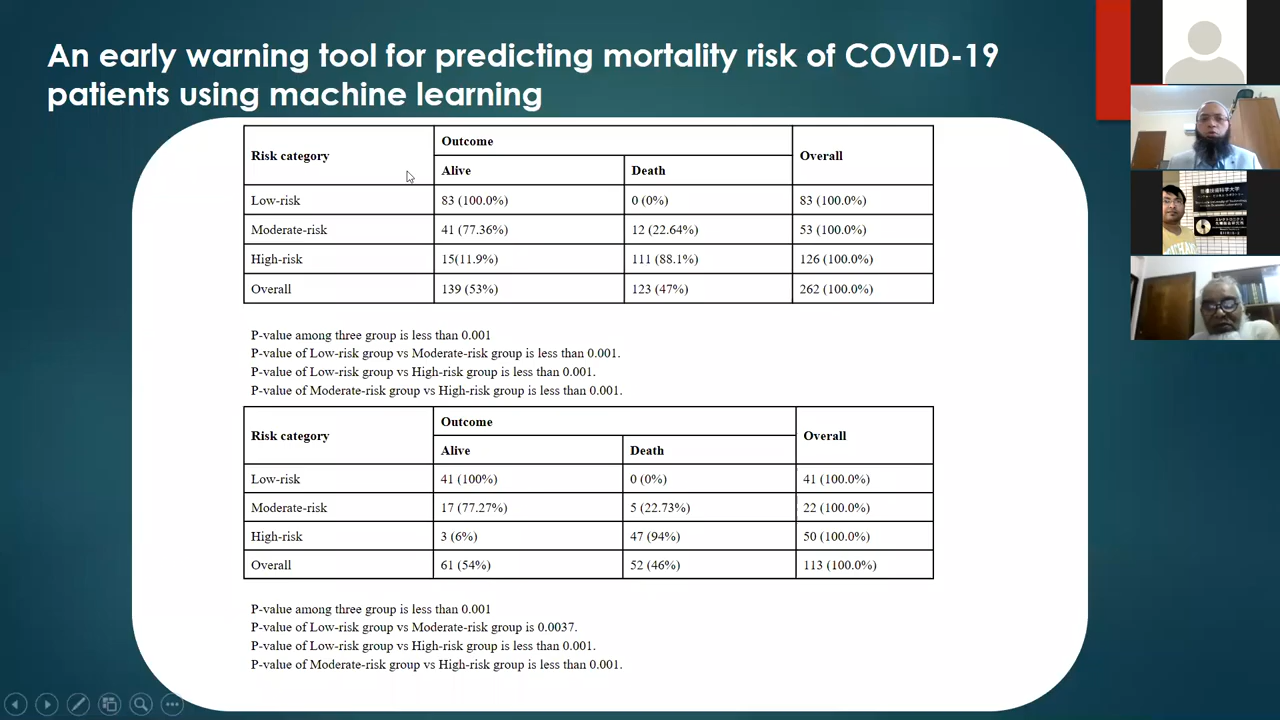 An early warning tool for predicting mortality risk of COVID-19
patients using machine learning
Risk category Outcome Overall
Alive Death
Low-risk 83 (100.0%) 0 (0%) 83 (100.0%)
Moderate-risk 41 (77.36%) 12 (22.64%) 53 (100.0%)
High-risk 15(11.9%) 111 (88.1%) 126 (100.0%)
Overall 139 (53%) 123 (47%) 262 (100.0%)
P-value among three group is less than 0.001
P-value of Low-risk group vs Moderate-risk group is less than 0.001.
P-value of Low-risk group vs High-risk group is less than 0.001.
P-value of Moderate-risk group vs High-risk group is less than 0.001.
Risk category Outcome Overall
Alive Death
Low-risk 41 (100%) 0 (0%) 41 (100.0%)
Moderate-risk 17 (77.27%) 5 (22.73%) 22 (100.0%)
High-risk 3 (6%) 47 (94%) 50 (100.0%)
Overall 61 (54%) 52 (46%) 113 (100.0%)
P-value among three group is less than 0.001
P-value of Low-risk group vs Moderate-risk group is 0.0037.
P-value of Low-risk group vs High-risk group is less than 0.001.
P-value of Moderate-risk group vs High-risk group is less than 0.001.